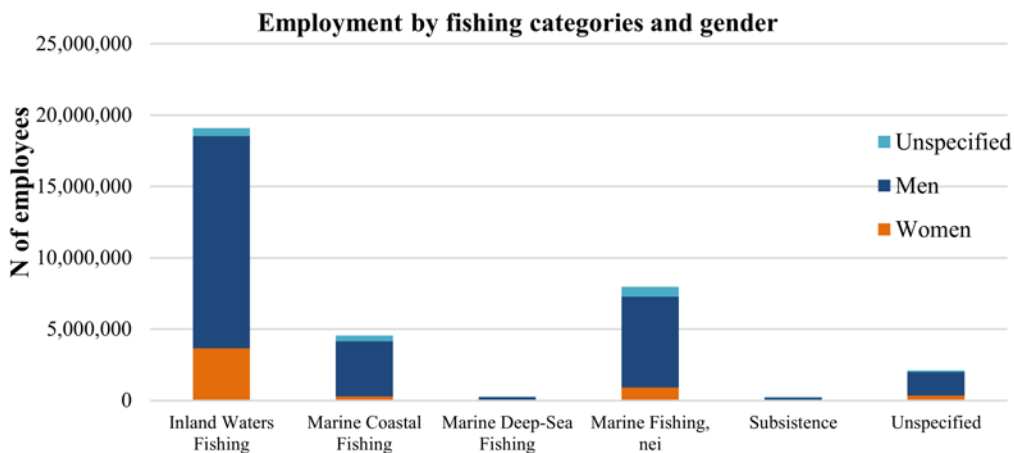 Employment by fishing categories and gender
N of employees
25,000,000
20,000,000
15,000,000
10,000,000
5,000,000
0
Unspecified
Men
Women
Inland Waters
Fishing
Marine Coastal
Fishing
Marine Deep-Sea
Fishing
Marine Fishing,
nei
Subsistence
Unspecified